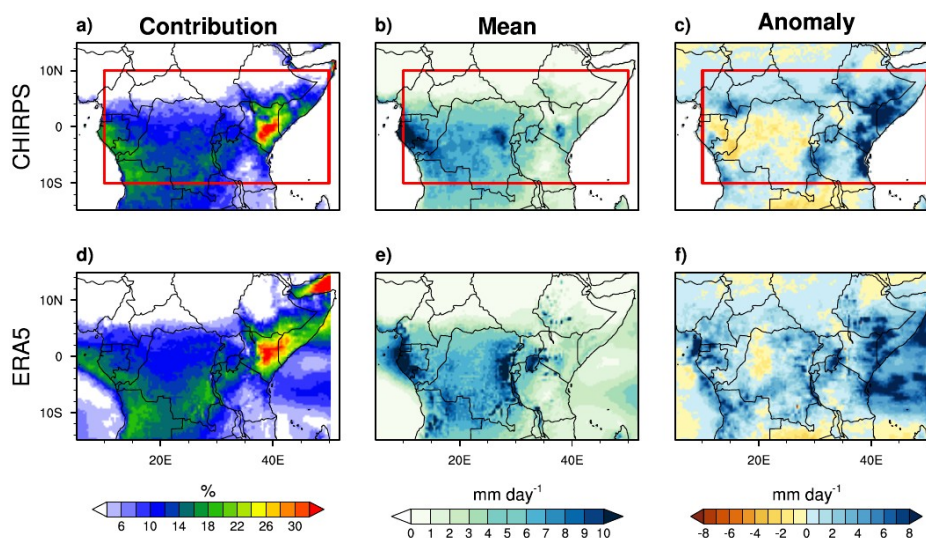 a) Contribution
b) Mean
c) Anomaly
CHIRPS
10N
0
10S
d)
e)
f)
ERA5
10N
0
10S
20E 40E
20E 40E
20E 40E
%
mm day-1
mm day-1
6 10 14 18 22 26 30
0 1 2 3 4 5 6 7 8 9 10
-8 -6 -4 -2 0 2 4 6 8